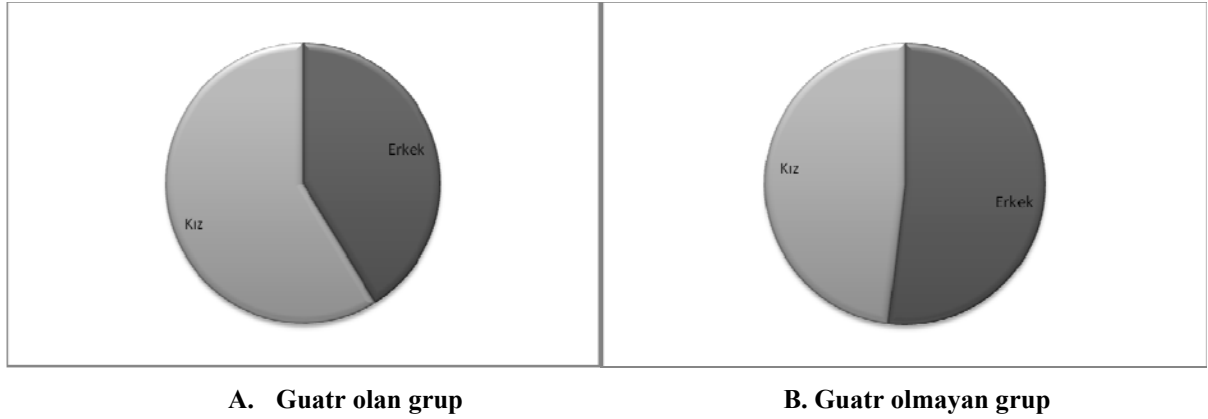 Erkek
Kız
Kız
Erkek
A. Guatr olan grup
B. Guatr olmayan grup